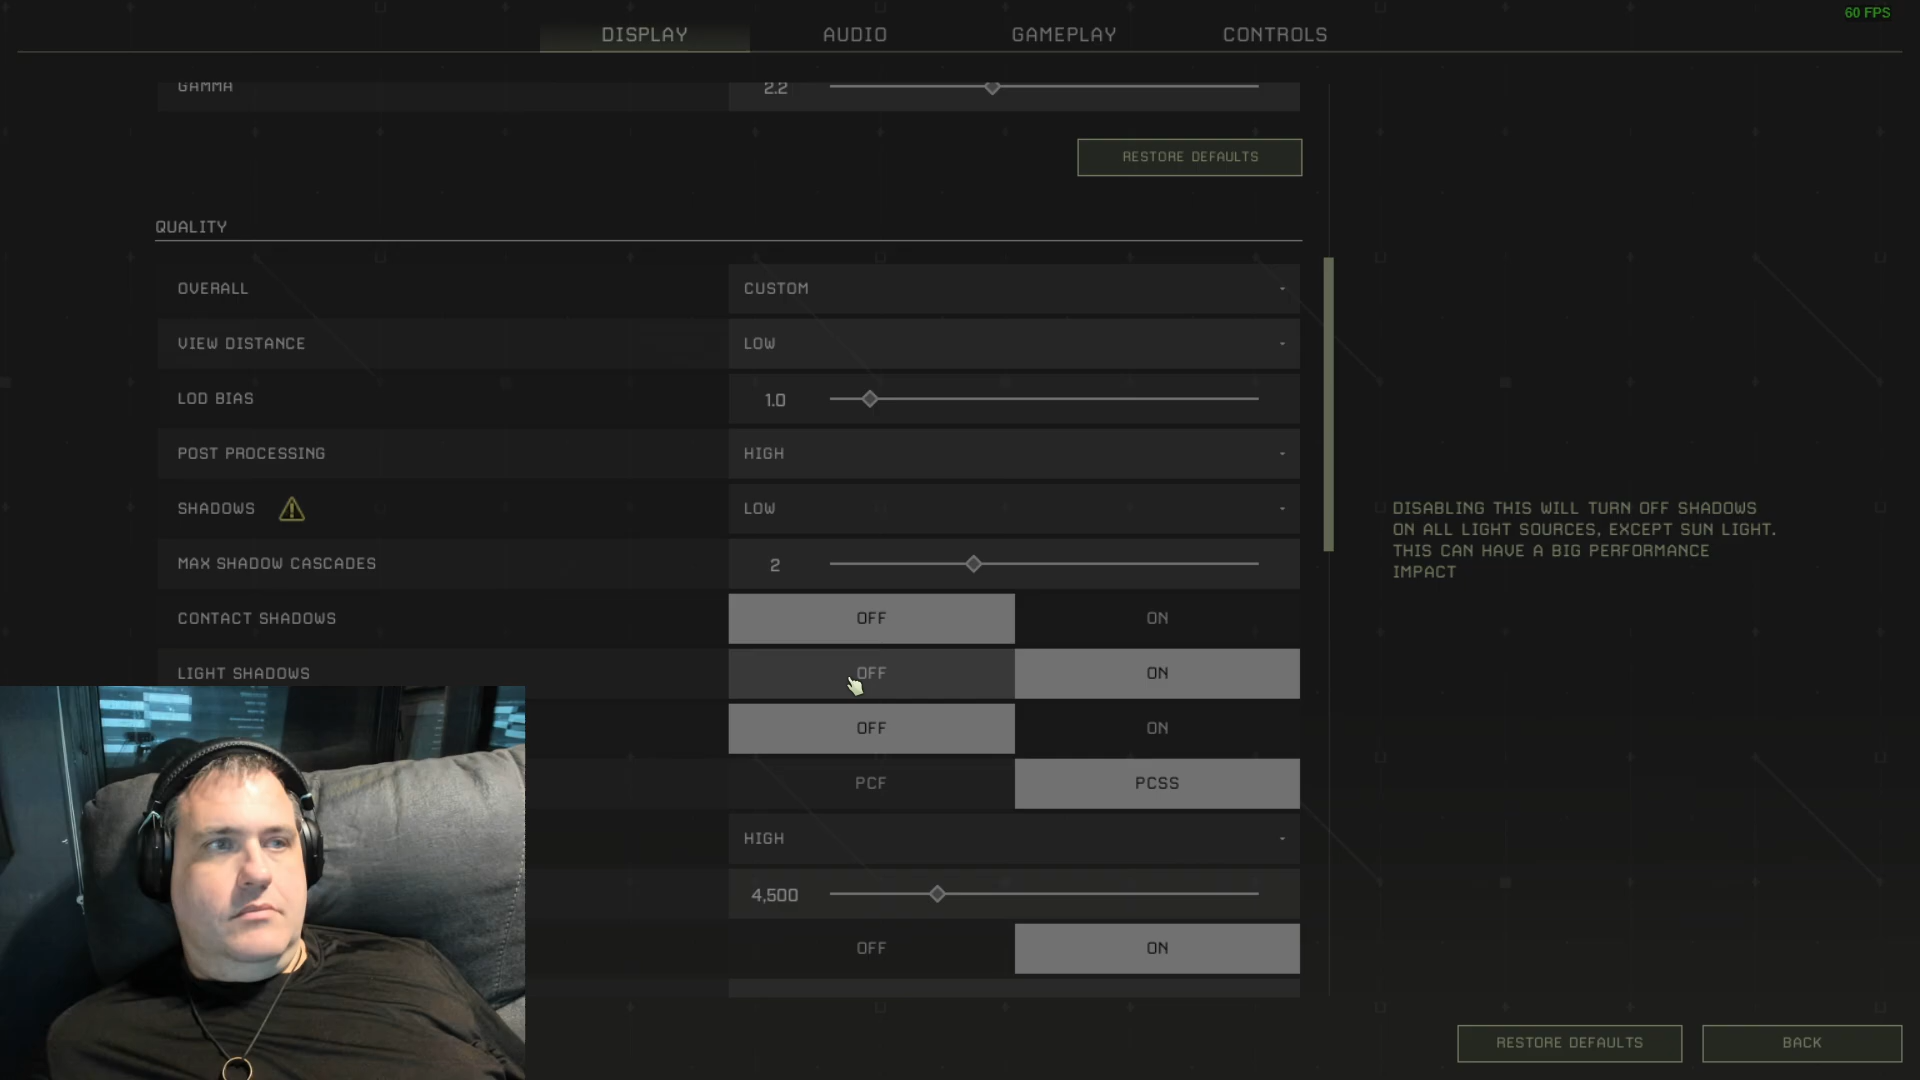 60 FPS
DISPLAY AUDIO GAMEPLAY CONTROLS
GAMMA 2.2
RESTORE DEFAULTS
QUALITY
OVERALL CUSTOM
VIEW DISTANCE LOW
LOD BIAS 1.0
POST PROCESSING HIGH
SHADOWS LOW
MAX SHADOW CASCADES 2
CONTACT SHADOWS OFF ON
LIGHT SHADOWS OFF ON
OFF ON
PCF PCSS
HIGH
4,500
OFF ON
DISABLING THIS WILL TURN OFF SHADOWS
ON ALL LIGHT SOURCES, EXCEPT SUN LIGHT.
THIS CAN HAVE A BIG PERFORMANCE
IMPACT
RESTORE DEFAULTS BACK